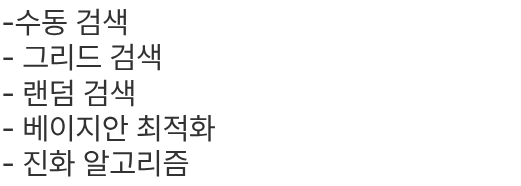 -수동 검색
- 그리드 검색
- 랜덤 검색
- 베이지안 최적화
- 진화 알고리즘